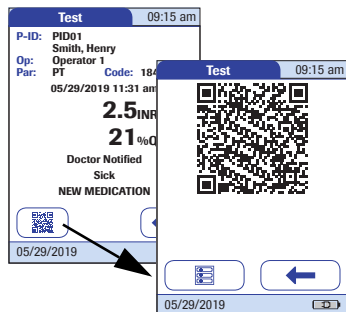 Test 09:15 am
P-ID: PID01
Smith, Henry
Op: Operator 1
Par: PT Code: 184
05/29/2019 11:31 am
2.5 INR
21 %Q
Doctor Notified
Sick
NEW MEDICATION
05/29/2019
Test 09:15 am
05/29/2019